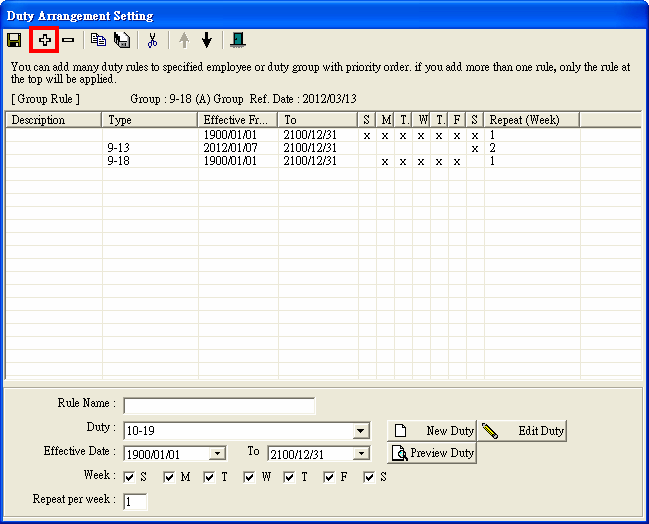 Duty Arrangement Setting
You can add many duty rules to specified employee or duty group with priority order. if you add more than one rule, only the rule at
the top will be applied.
[ Group Rule ] Group : 9-18 (A) Group Ref. Date : 2012/03/13
Description Type Effective Fr... To S M T. W T. F S Repeat (Week)
1900/01/01 2100/12/31 x x x x x x x 1
9-13 2012/01/07 2100/12/31 x 2
9-18 1900/01/01 2100/12/31 x x x x x 1
Rule Name :
Duty : 10-19 New Duty Edit Duty
Effective Date : 1900/01/01 To 2100/12/31 Preview Duty
Week : S M T W T F S
Repeat per week : 1